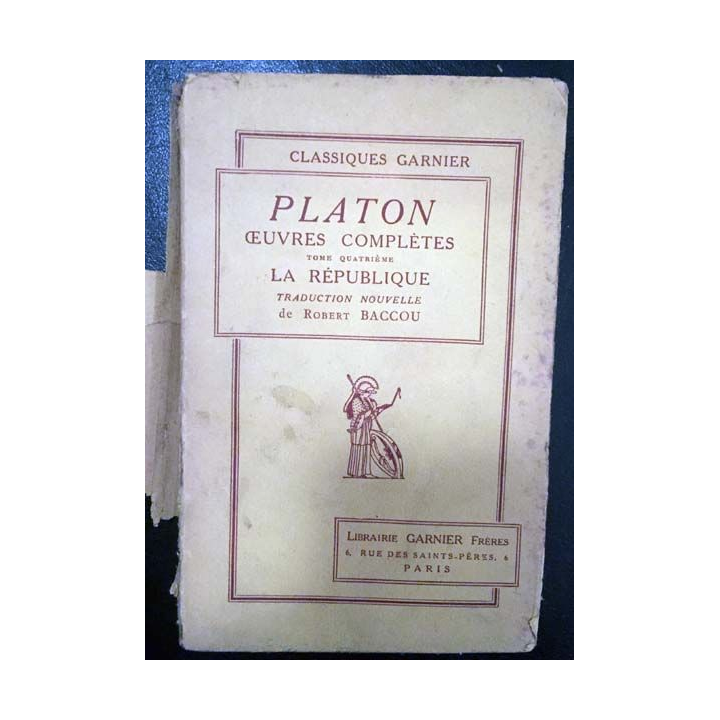 CLASSIQUES GARNIER
PLATON
ŒUVRES COMPLÈTES
TOME QUATRIÈME
LA RÉPUBLIQUE
TRADUCTION NOUVELLE
de ROBERT BACCOU
LIBRAIRIE GARNIER FRÈRES
6, RUE DES SAINTS-PÈRES, 6
PARIS